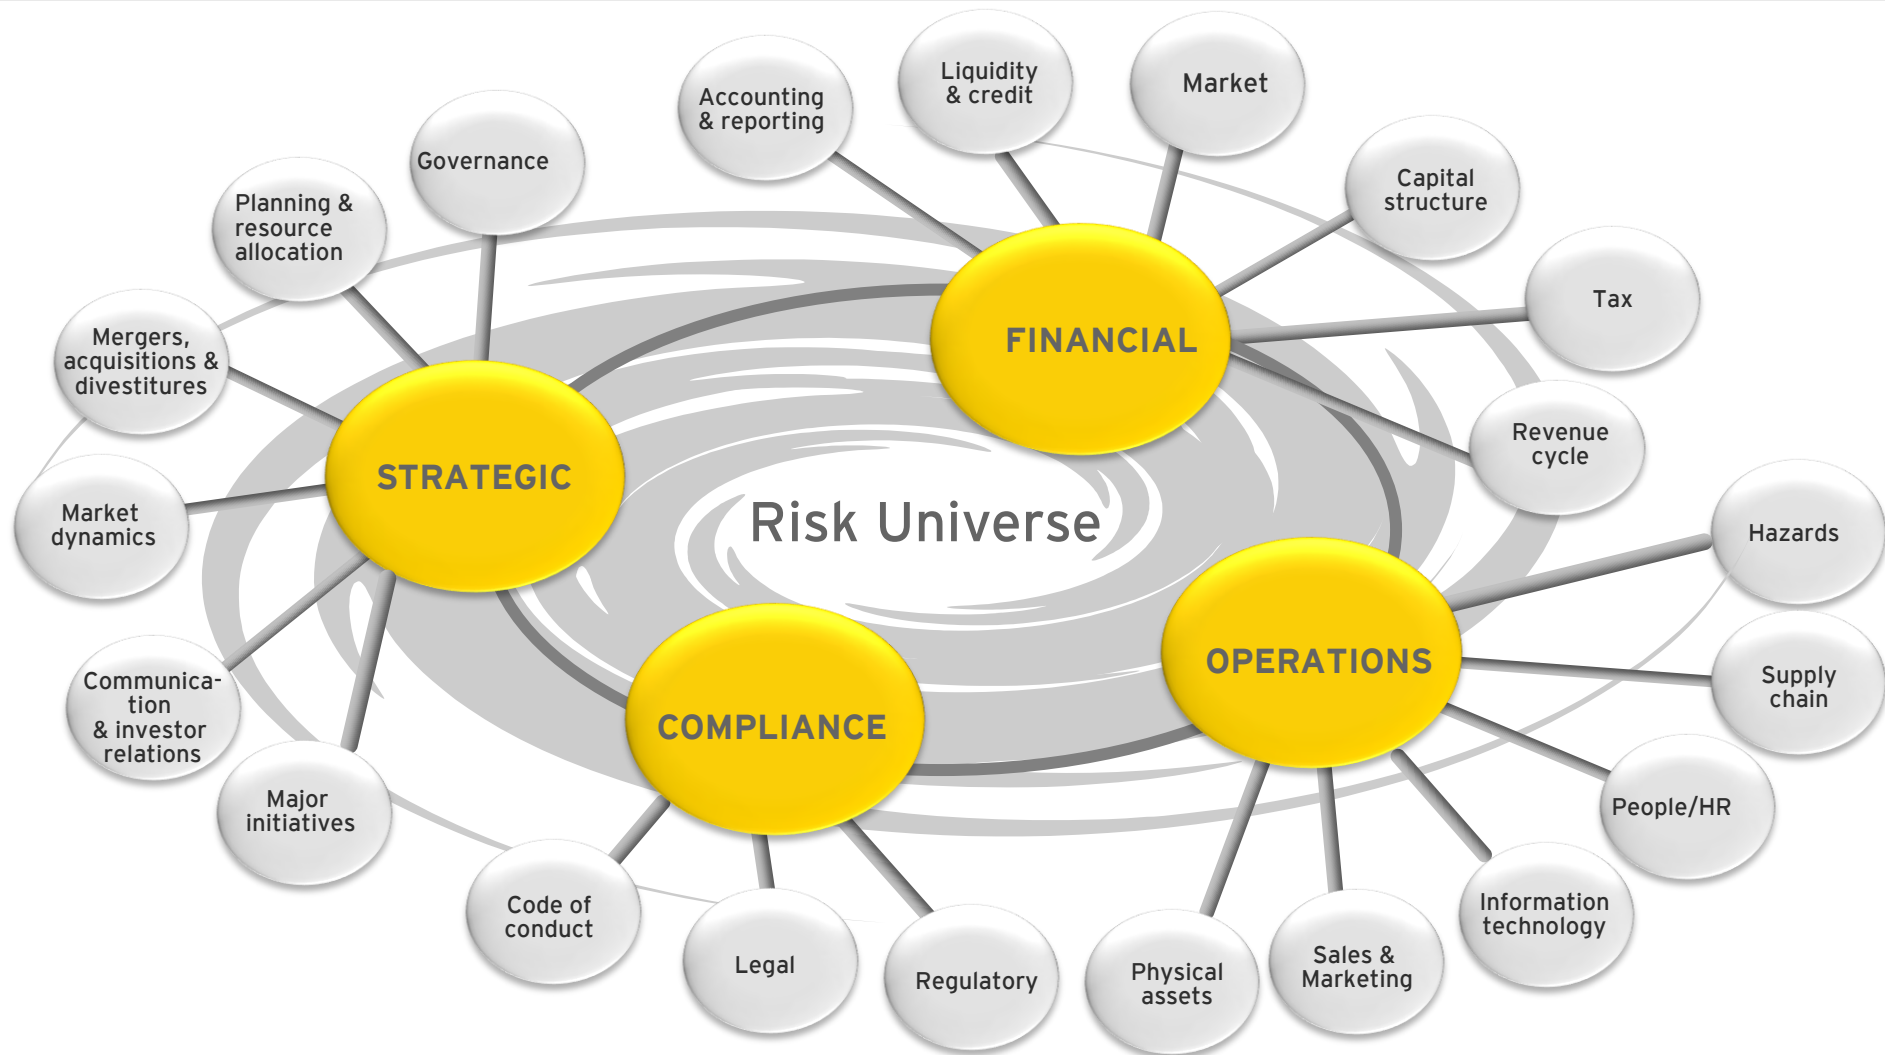 Liquidity
& credit
Market
Accounting
& reporting
Governance
Capital
structure
Planning &
resource
allocation
Tax
Mergers,
acquisitions &
divestitures
FINANCIAL
Revenue
cycle
STRATEGIC
Market
dynamics
Risk Universe
Hazards
Communica-
tion
& investor
relations
OPERATIONS
Supply
chain
COMPLIANCE
Major
initiatives
People/HR
Code of
conduct
Legal
Regulatory
Physical
assets
Sales &
Marketing
Information
technology